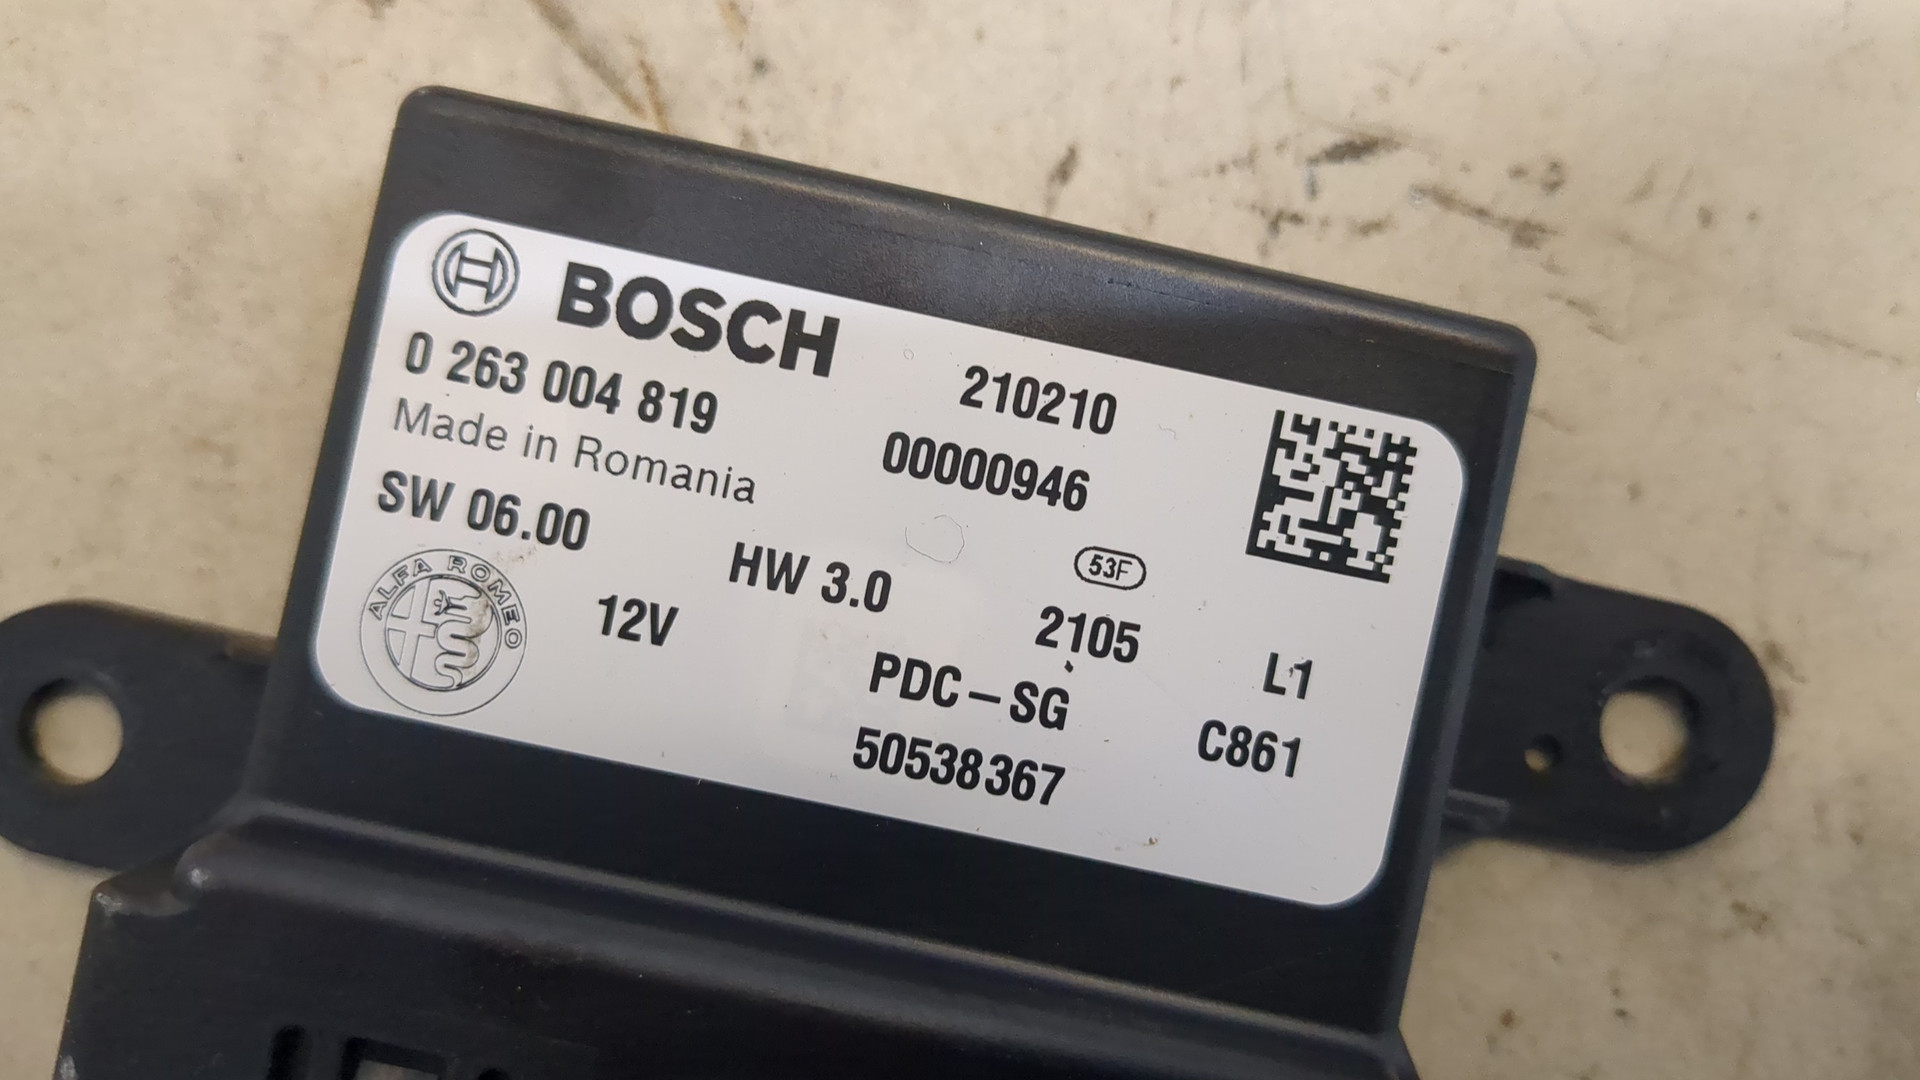 BOSCH
0 263 004 819
210210
Made in Romania
00000946
SW 06.00
HW 3.0
53F
ALFA ROMEO
12V
2105
L1
PDC-SG
C861
50538367